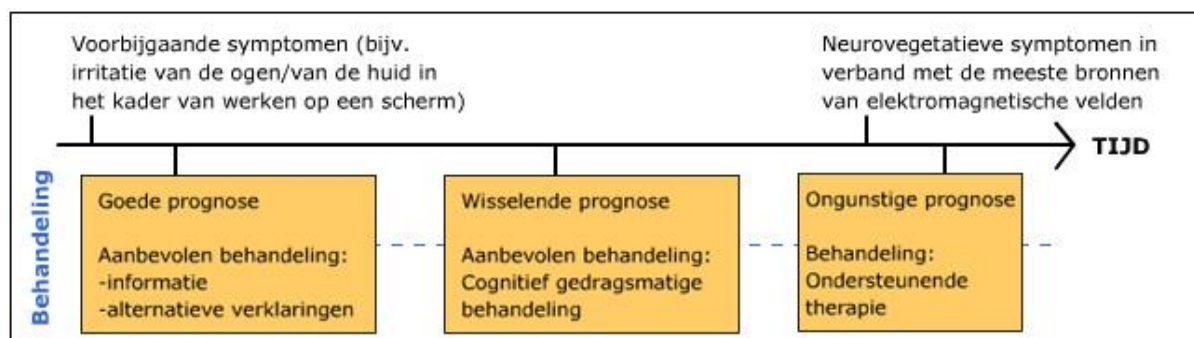 Voorbijgaande symptomen (bijv.
irritatie van de ogen/van de huid in
het kader van werken op een scherm)
Neurovegetatieve symptomen in
verband met de meeste bronnen
van elektromagnetische velden
TIJD
Behandeling
Goede prognose
Aanbevolen behandeling:
-informatie
-alternatieve verklaringen
Wisselende prognose
Aanbevolen behandeling:
Cognitief gedragsmatige
behandeling
Ongunstige prognose
Behandeling:
Ondersteunende
therapie